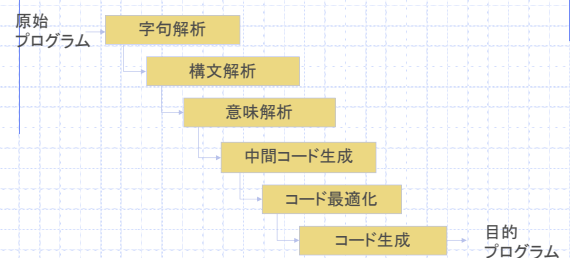 原始
プログラム
字句解析
構文解析
意味解析
中間コード生成
コード最適化
コード生成
目的
プログラム